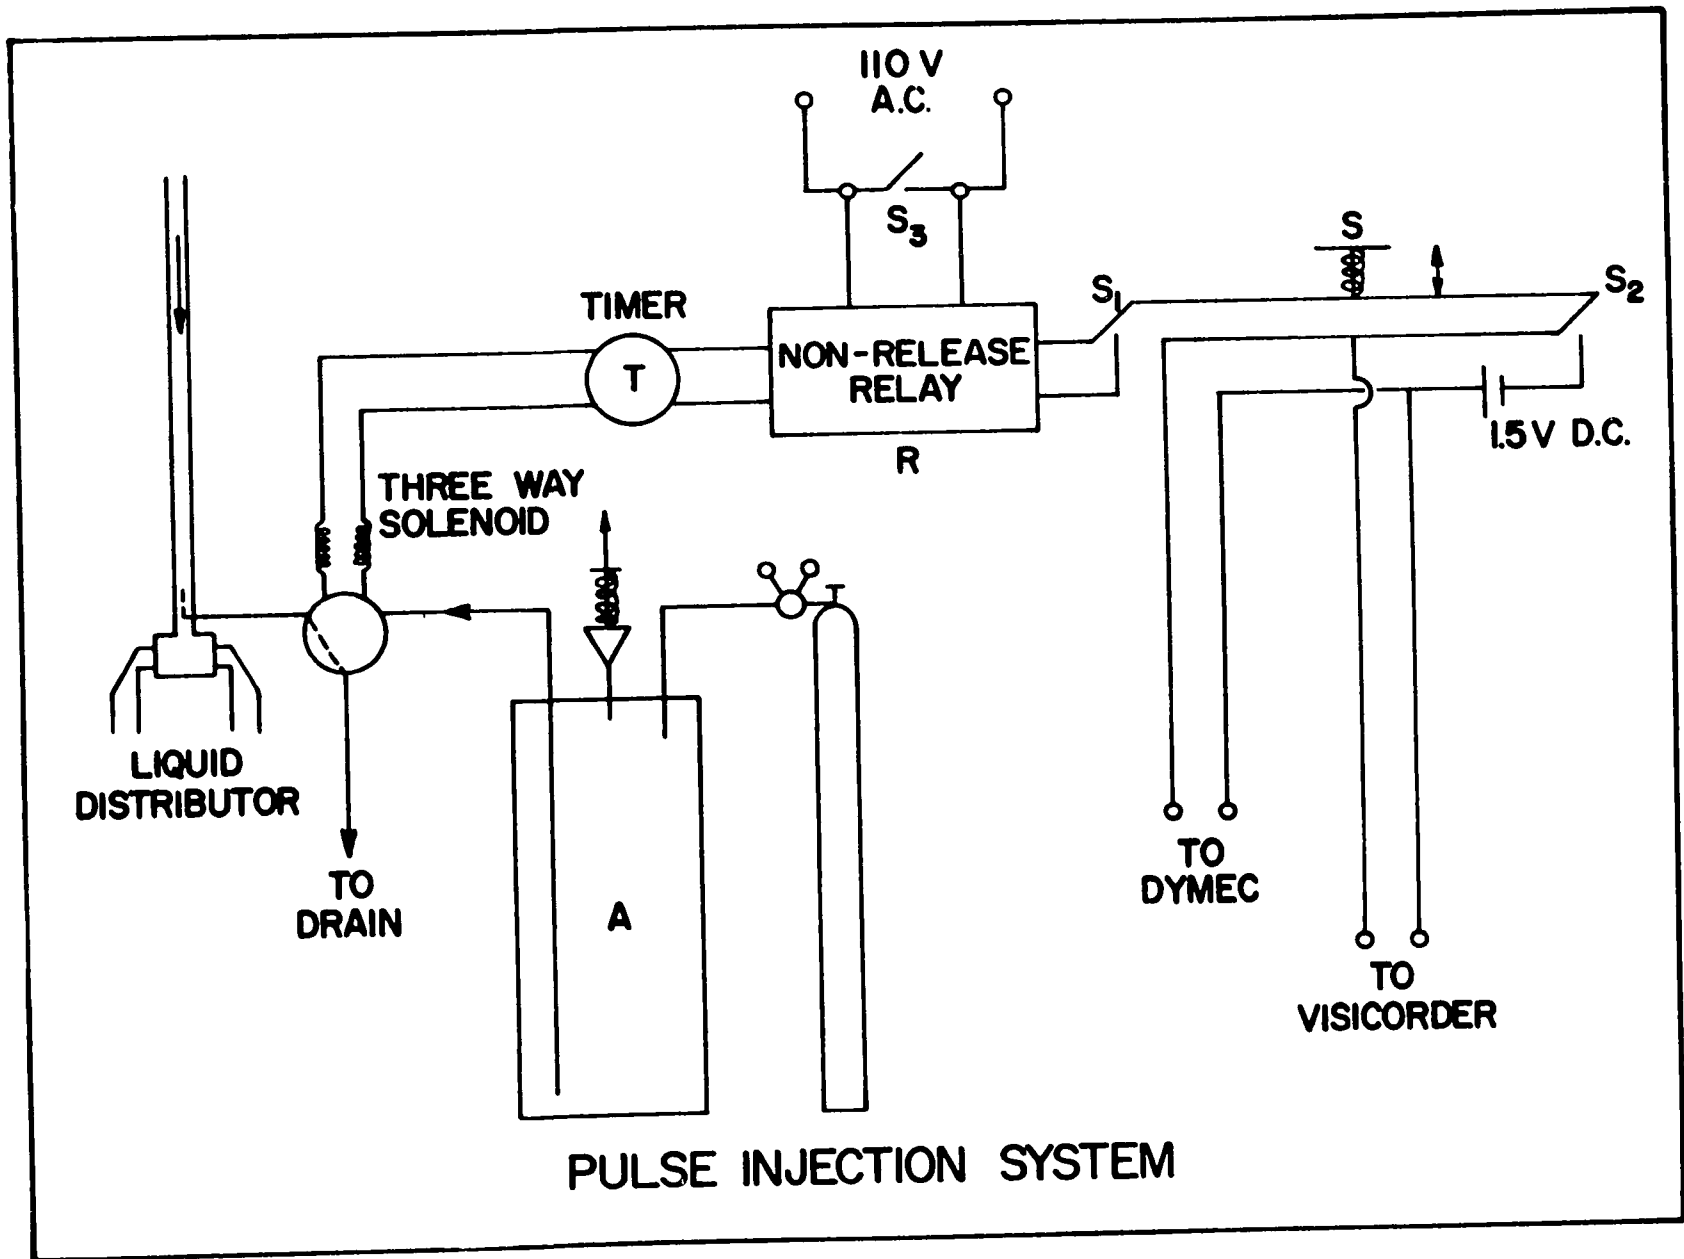 110 V
A.C.
S3
S
S1
S2
TIMER
T
NON-RELEASE
RELAY
R
1.5 V D.C.
THREE WAY
SOLENOID
LIQUID
DISTRIBUTOR
TO
DRAIN
A
TO
DYMEC
TO
VISICORDER
PULSE INJECTION SYSTEM